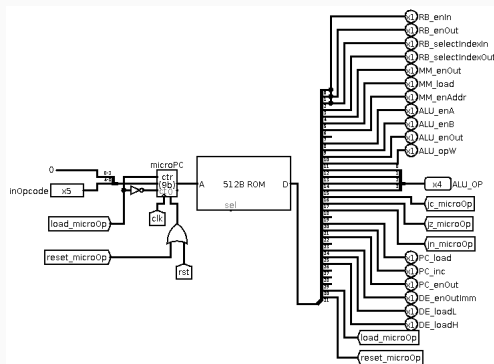 RB_enIn
RB_enOut
RB_selectIndexIn
RB_selectIndexOut
MM_enOut
MM_load
MM_enAddr
ALU_enA
ALU_enB
ALU_enOut
ALU_opW
x4 ALU_OP
jc_microOp
jz_microOp
jn_microOp
PC_load
PC_inc
PC_enOut
DE_enOutImm
DE_loadL
DE_loadH
load_microOp
reset_microOp
microPC
ctr
(9b)
0
inOpcode x5
load_microOp
clk
reset_microOp
rst
A 512B ROM D
sel